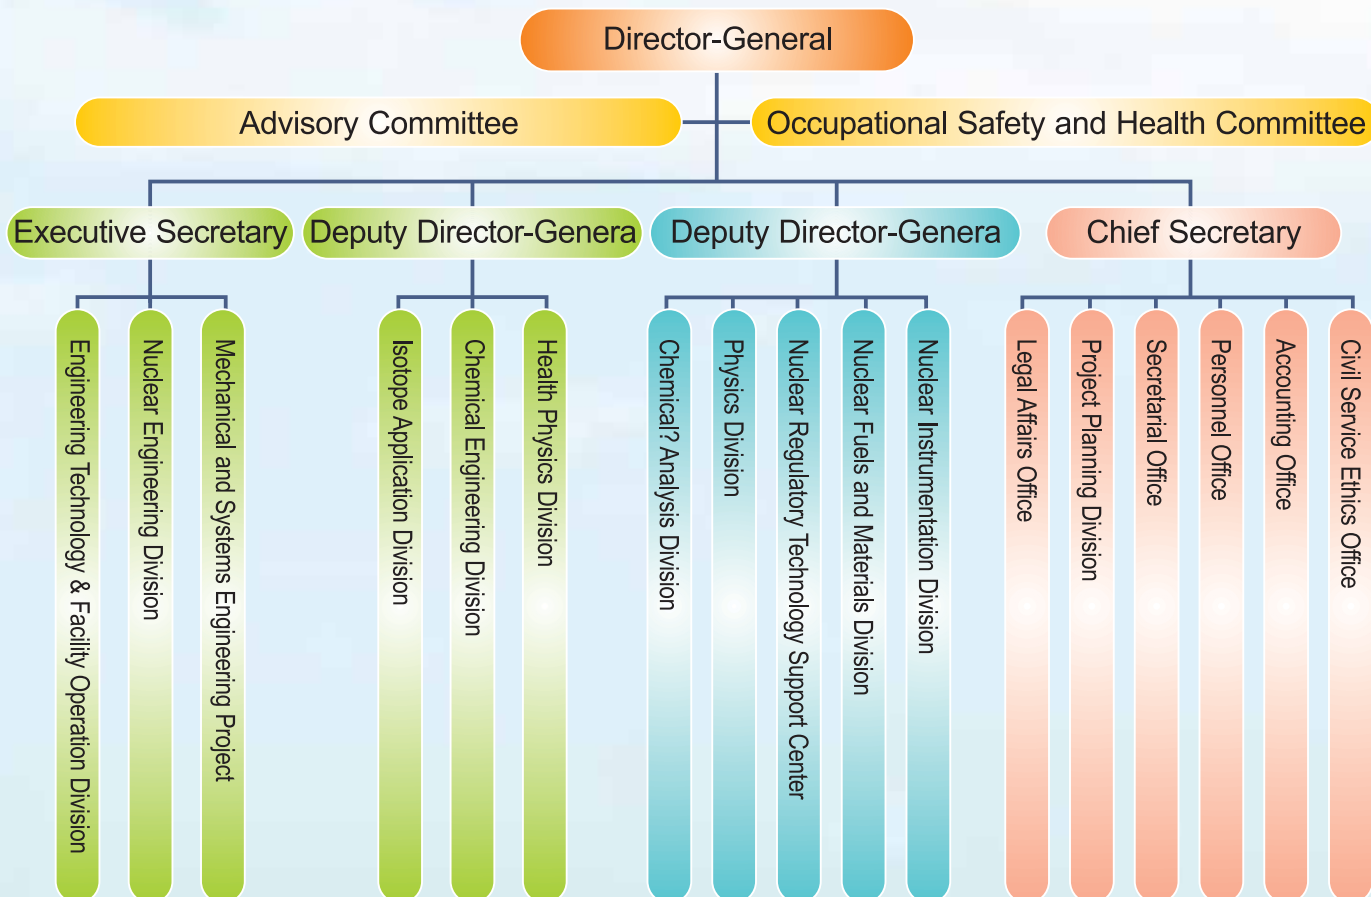 Director-General
Advisory Committee
Occupational Safety and Health Committee
Executive Secretary
Deputy Director-Genera
Deputy Director-Genera
Chief Secretary
Engineering Technology & Facility Operation Division
Nuclear Engineering Division
Mechanical and Systems Engineering Project
Isotope Application Division
Chemical Engineering Division
Health Physics Division
Chemical? Analysis Division
Physics Division
Nuclear Regulatory Technology Support Center
Nuclear Fuels and Materials Division
Nuclear Instrumentation Division
Legal Affairs Office
Project Planning Division
Secretarial Office
Personnel Office
Accounting Office
Civil Service Ethics Office